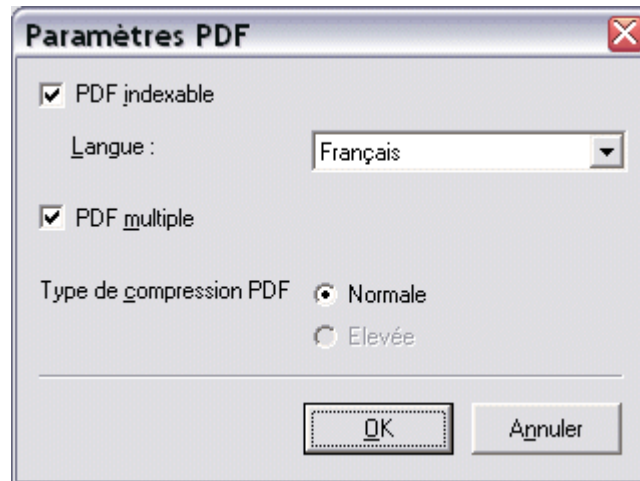 Paramètres PDF
PDF indexable
Langue : Français
PDF multiple
Type de compression PDF Normale
Elevée
OK Annuler